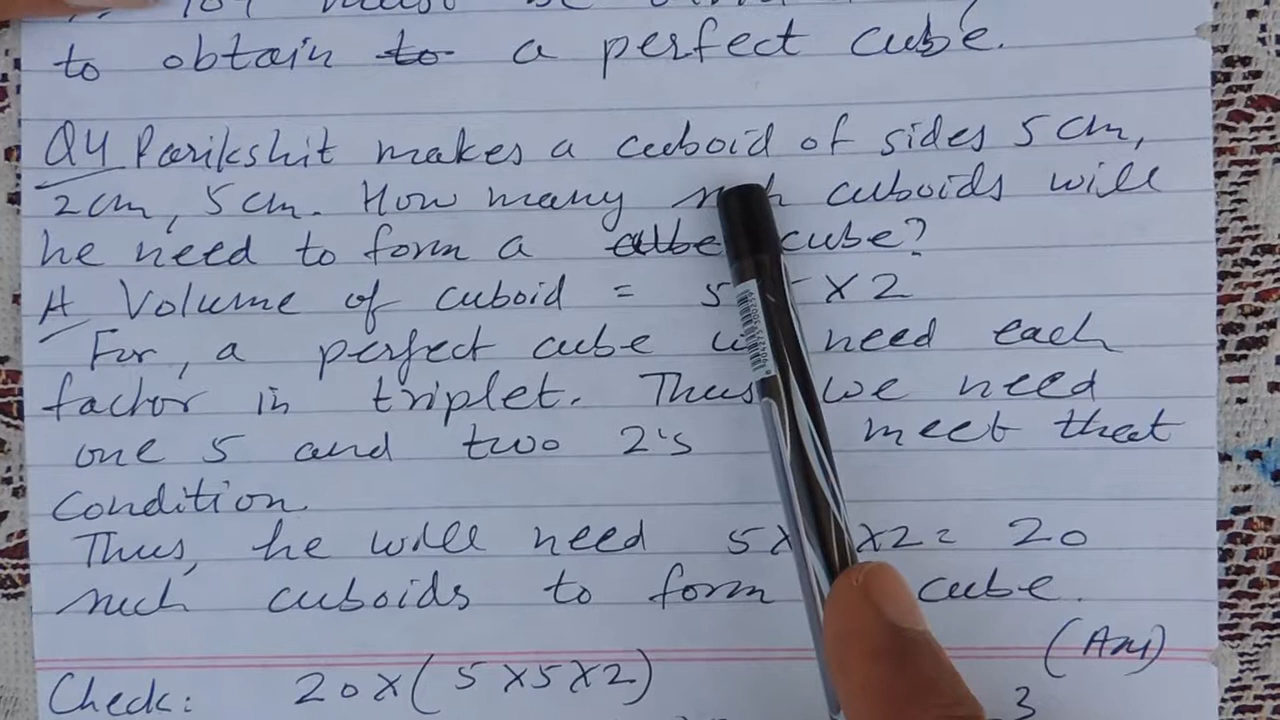 to obtain to a perfect cube.
Q4 Parikshit makes a cuboid of sides 5 cm,
2 cm, 5 cm. How many such cuboids will
he need to form a cube cube?
A Volume of cuboid = 5 × 2
For, a perfect cube need each
factor in triplet. Thus we need
one 5 and two 2's meet that
condition.
Thus, he will need 5× ×2= 20
such cuboids to form cube.
(Ans)
Check: 20×(5×5×2)
3